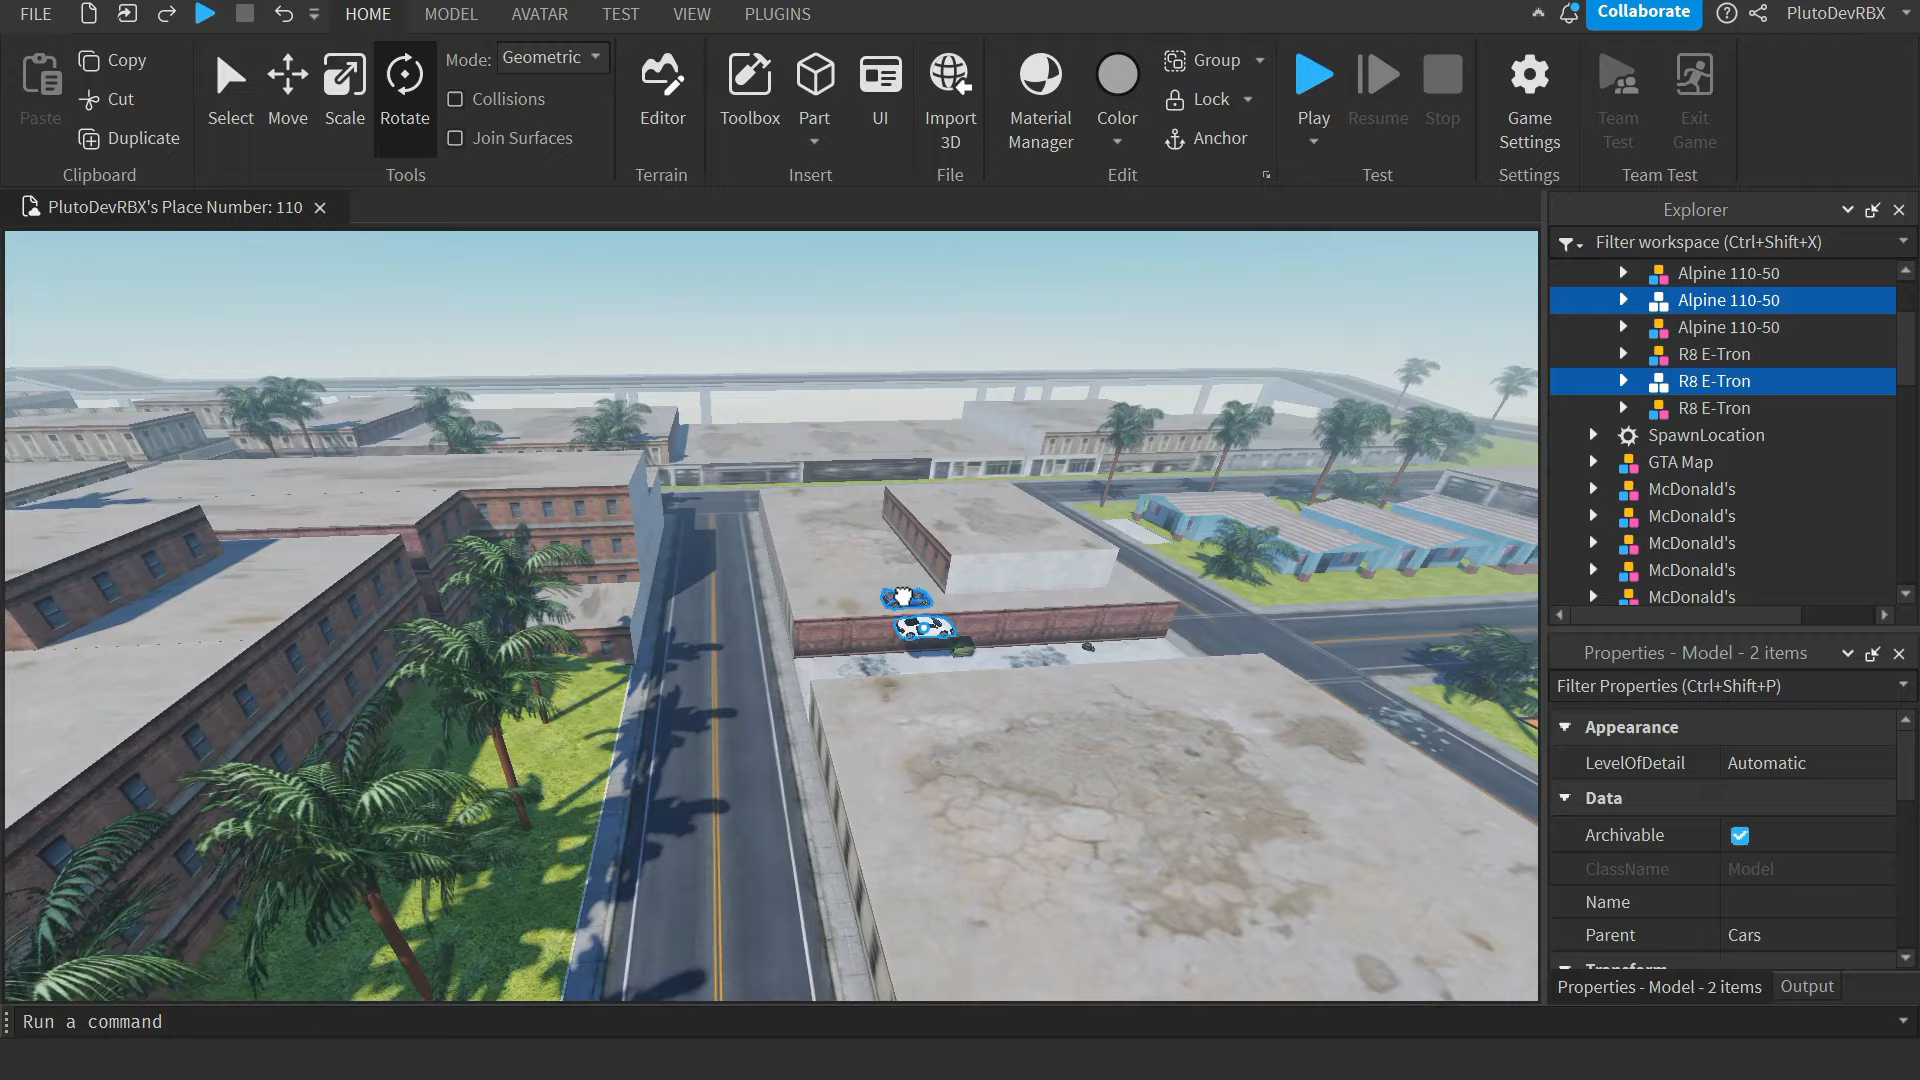 FILE HOME MODEL AVATAR TEST VIEW PLUGINS Collaborate PlutoDevRBX
Paste
Copy
Cut
Duplicate
Clipboard
Select Move Scale Rotate
Mode: Geometric
Collisions
Join Surfaces
Tools
Editor
Terrain
Toolbox Part UI
Insert
Import
3D
File
Material
Manager
Color
Group
Lock
Anchor
Edit
Play Resume Stop
Test
Game
Settings
Settings
Team
Test
Exit
Game
Team Test
PlutoDevRBX's Place Number: 110
Explorer
Filter workspace (Ctrl+Shift+X)
Alpine 110-50
Alpine 110-50
Alpine 110-50
R8 E-Tron
R8 E-Tron
R8 E-Tron
SpawnLocation
GTA Map
McDonald's
McDonald's
McDonald's
McDonald's
McDonald's
Properties - Model - 2 items
Filter Properties (Ctrl+Shift+P)
Appearance
LevelOfDetail Automatic
Data
Archivable
ClassName Model
Name
Parent Cars
Transform
Properties - Model - 2 items Output
Run a command